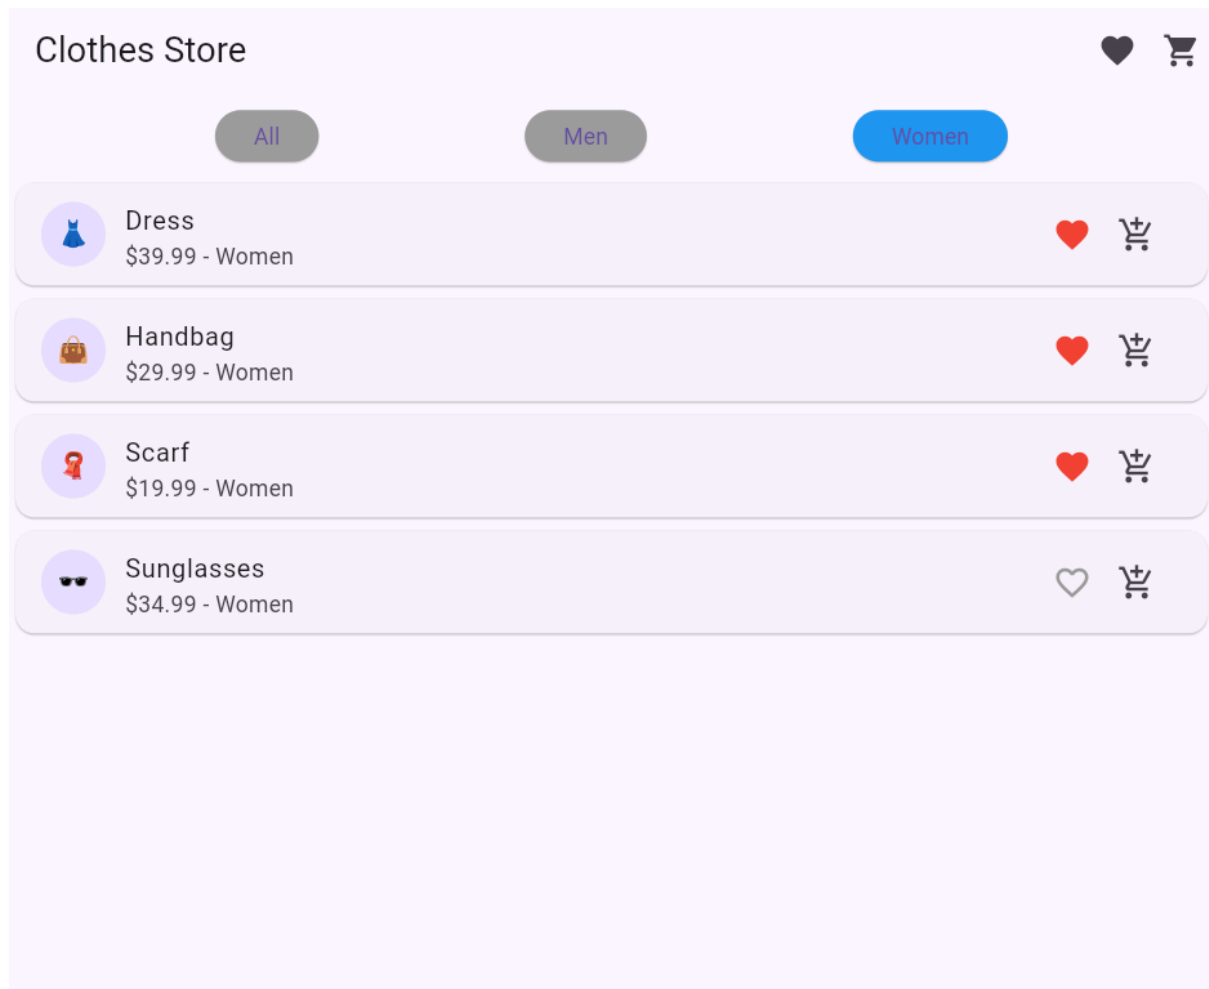 Clothes Store
All Men Women
Dress
$39.99 - Women
Handbag
$29.99 - Women
Scarf
$19.99 - Women
Sunglasses
$34.99 - Women